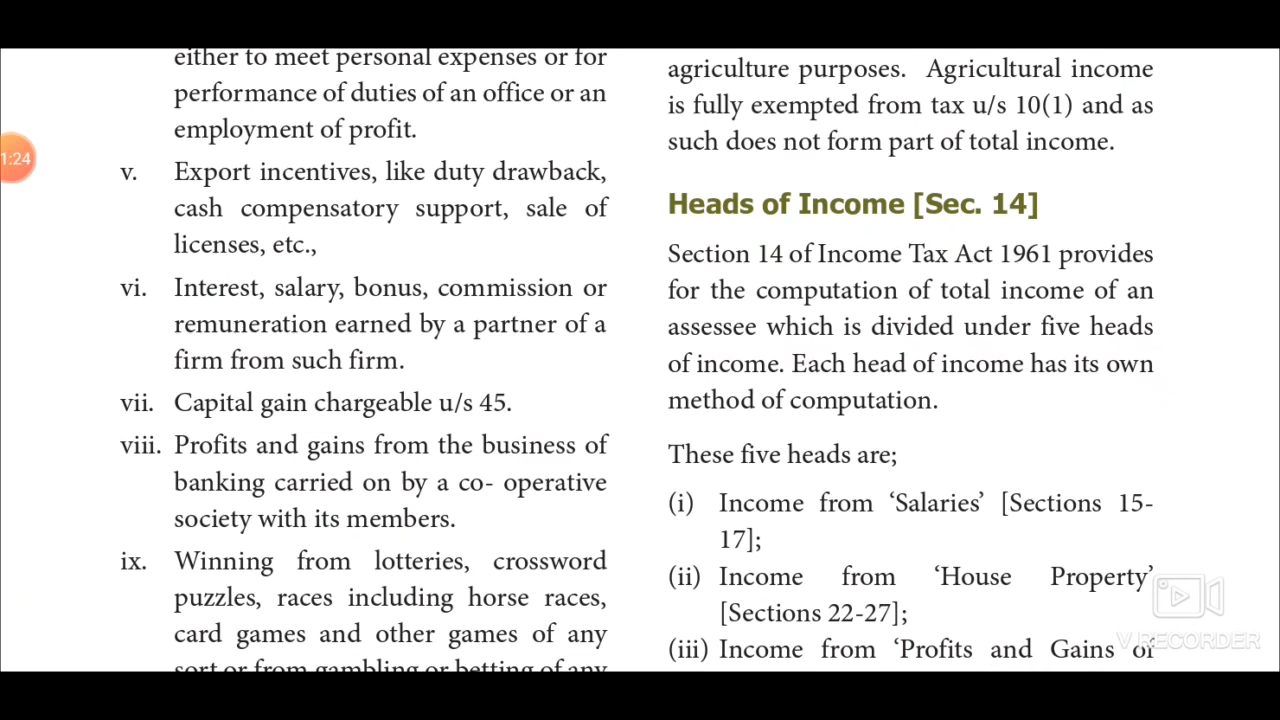 either to meet personal expenses or for
performance of duties of an office or an
employment of profit.
v. Export incentives, like duty drawback,
cash compensatory support, sale of
licenses, etc.,
vi. Interest, salary, bonus, commission or
remuneration earned by a partner of a
firm from such firm.
vii. Capital gain chargeable u/s 45.
viii. Profits and gains from the business of
banking carried on by a co- operative
society with its members.
ix. Winning from lotteries, crossword
puzzles, races including horse races,
card games and other games of any
sort or from gambling or betting of any
agriculture purposes. Agricultural income
is fully exempted from tax u/s 10(1) and as
such does not form part of total income.
Heads of Income [Sec. 14]
Section 14 of Income Tax Act 1961 provides
for the computation of total income of an
assessee which is divided under five heads
of income. Each head of income has its own
method of computation.
These five heads are;
(i) Income from ‘Salaries’ [Sections 15-
17];
(ii) Income from ‘House Property’
[Sections 22-27];
(iii) Income from ‘Profits and Gains of
1:24
V RECORDER